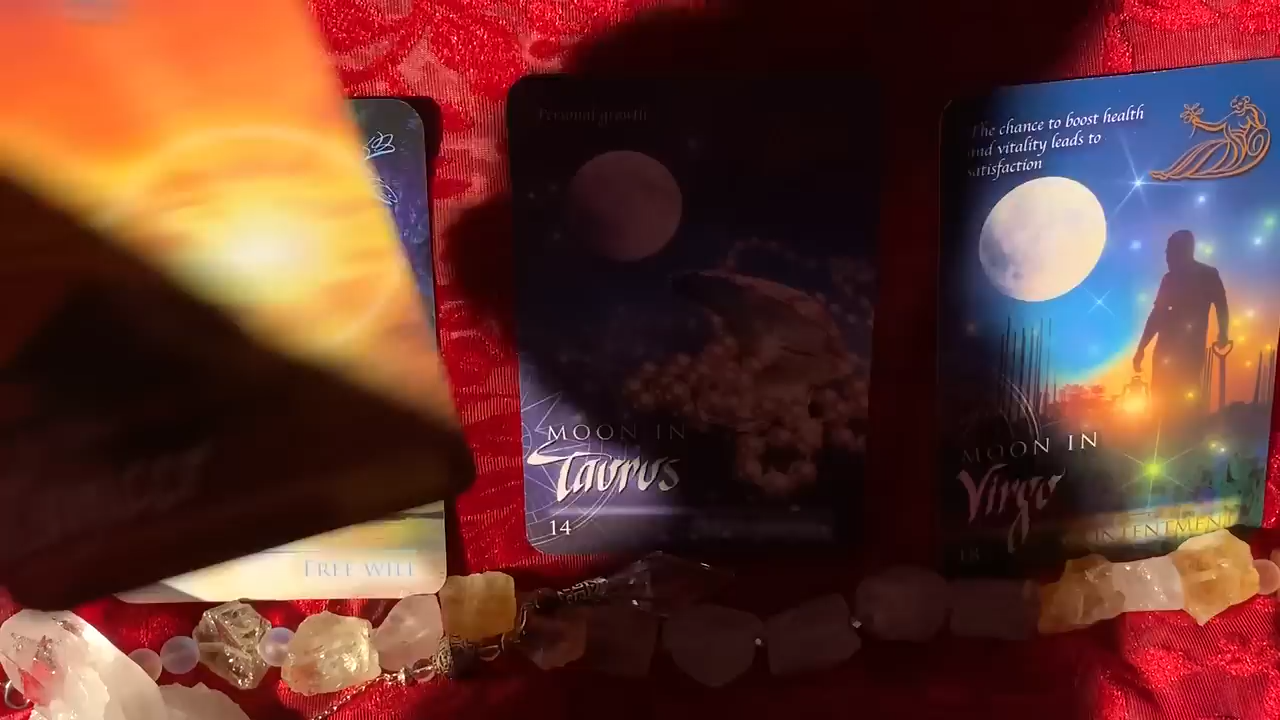 FREE WILL
Personal growth
MOON IN
Taurus
14
The chance to boost health
and vitality leads to
satisfaction
MOON IN
Virgo
18
CONTENTMENT